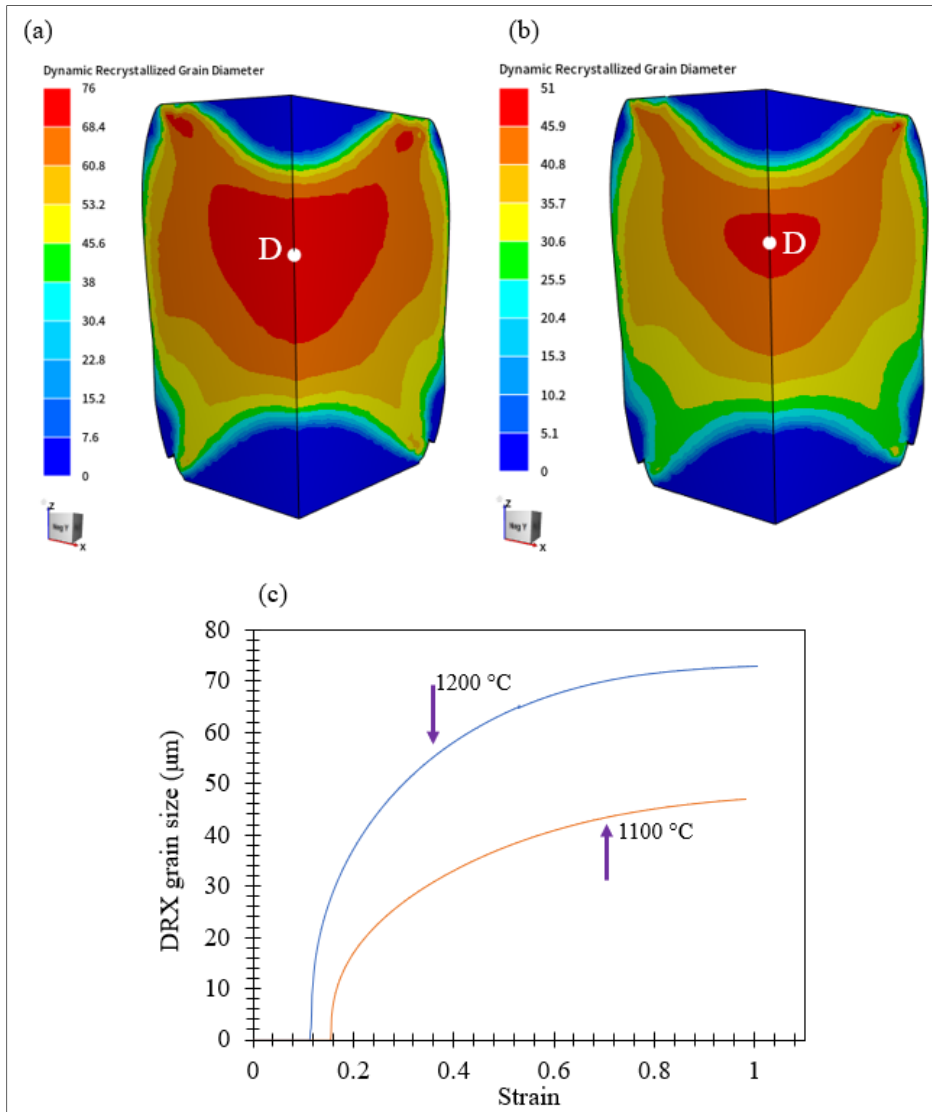 (a)
Dynamic Recrystallized Grain Diameter
76
68.4
60.8
53.2
45.6
38
30.4
22.8
15.2
7.6
0
D
Z
Neg Y
X
(b)
Dynamic Recrystallized Grain Diameter
51
45.9
40.8
35.7
30.6
25.5
20.4
15.3
10.2
5.1
0
D
Z
Neg Y
X
(c)
DRX grain size (μm)
80
70
60
50
40
30
20
10
0
1200 °C
1100 °C
0 0.2 0.4 0.6 0.8 1
Strain